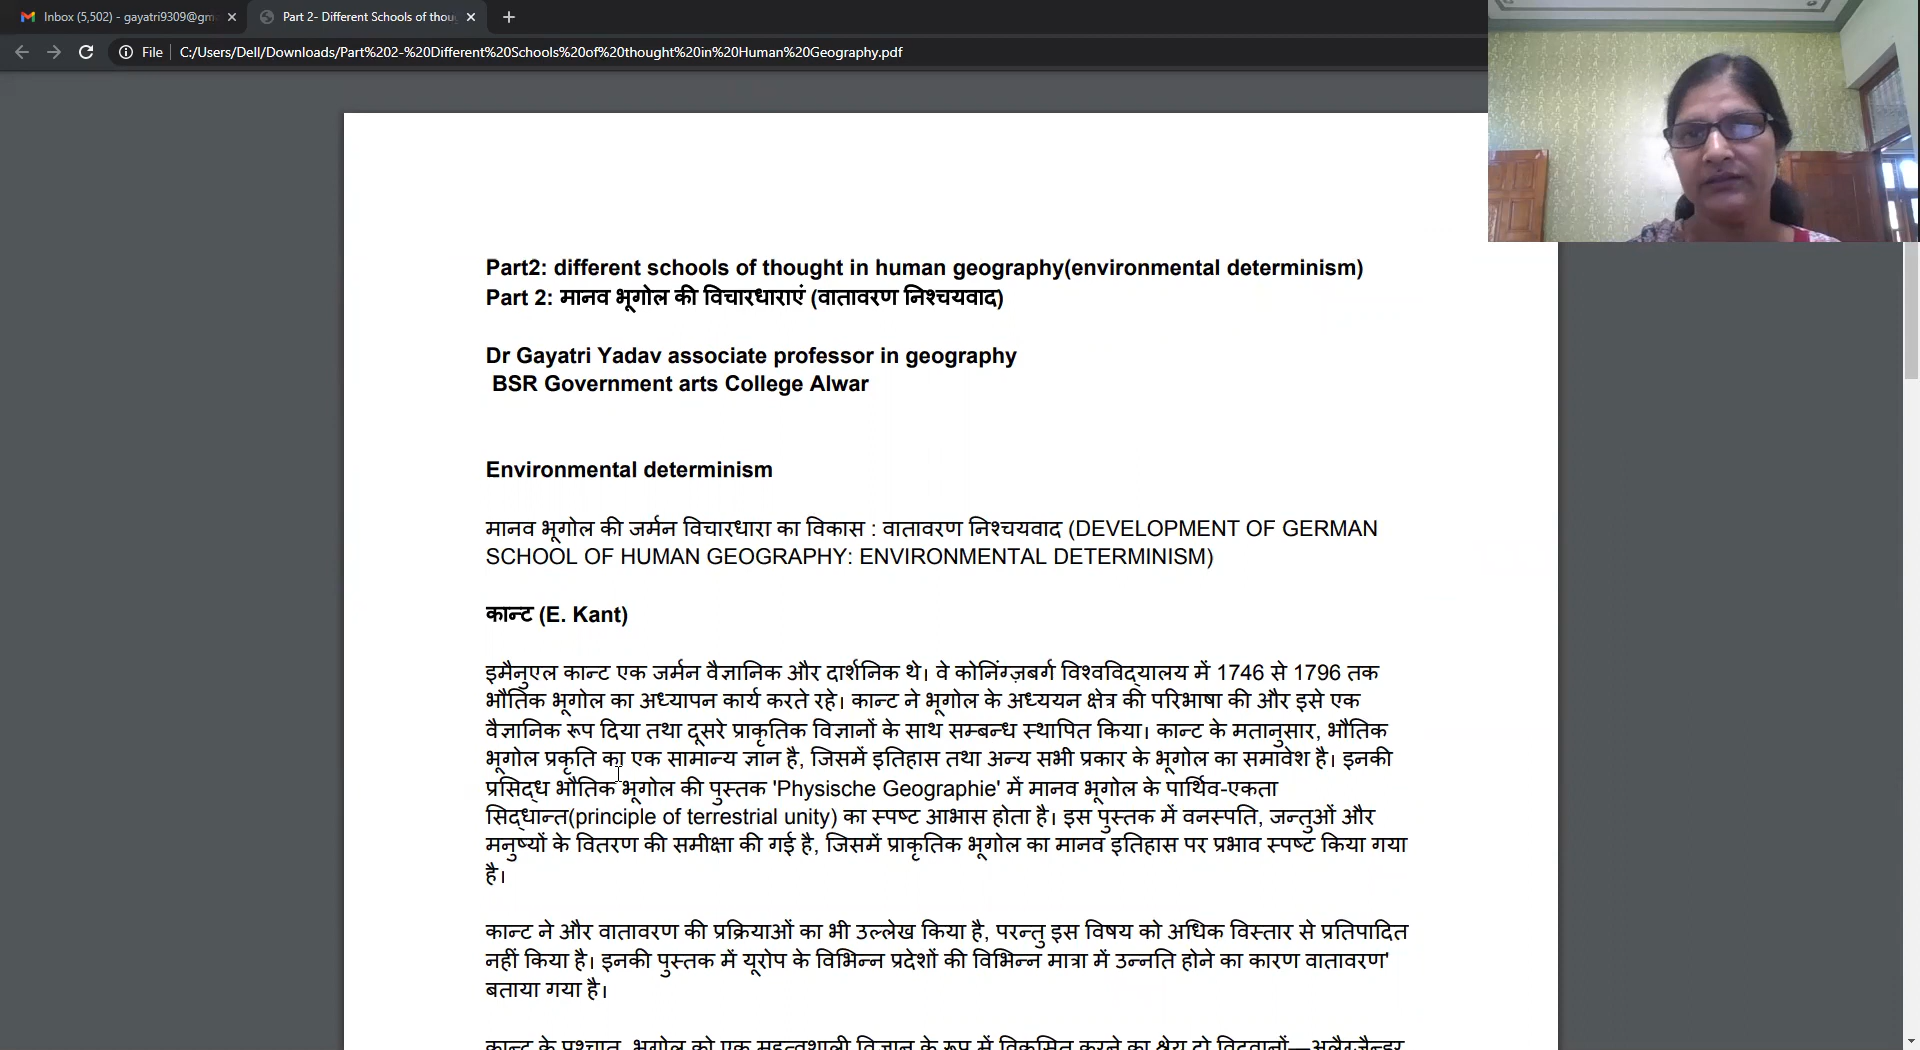 Inbox (5,502) - gayatri9309@gm
Part 2- Different Schools of thou
File C:/Users/Dell/Downloads/Part%202-%20Different%20Schools%20of%20thought%20in%20Human%20Geography.pdf
Part2: different schools of thought in human geography(environmental determinism)
Part 2: मानव भूगोल की विचारधाराएं (वातावरण निश्चयवाद)
Dr Gayatri Yadav associate professor in geography
BSR Government arts College Alwar
Environmental determinism
मानव भूगोल की जर्मन विचारधारा का विकास : वातावरण निश्चयवाद (DEVELOPMENT OF GERMAN
SCHOOL OF HUMAN GEOGRAPHY: ENVIRONMENTAL DETERMINISM)
कान्ट (E. Kant)
इमैनुएल कान्ट एक जर्मन वैज्ञानिक और दार्शनिक थे। वे कोनिंग्ज़बर्ग विश्वविद्यालय में 1746 से 1796 तक
भौतिक भूगोल का अध्यापन कार्य करते रहे। कान्ट ने भूगोल के अध्ययन क्षेत्र की परिभाषा की और इसे एक
वैज्ञानिक रूप दिया तथा दूसरे प्राकृतिक विज्ञानों के साथ सम्बन्ध स्थापित किया। कान्ट के मतानुसार, भौतिक
भूगोल प्रकृति का एक सामान्य ज्ञान है, जिसमें इतिहास तथा अन्य सभी प्रकार के भूगोल का समावेश है। इनकी
प्रसिद्ध भौतिक भूगोल की पुस्तक 'Physische Geographie' में मानव भूगोल के पार्थिव-एकता
सिद्धान्त(principle of terrestrial unity) का स्पष्ट आभास होता है। इस पुस्तक में वनस्पति, जन्तुओं और
मनुष्यों के वितरण की समीक्षा की गई है, जिसमें प्राकृतिक भूगोल का मानव इतिहास पर प्रभाव स्पष्ट किया गया
है।
कान्ट ने और वातावरण की प्रक्रियाओं का भी उल्लेख किया है, परन्तु इस विषय को अधिक विस्तार से प्रतिपादित
नहीं किया है। इनकी पुस्तक में यूरोप के विभिन्न प्रदेशों की विभिन्न मात्रा में उन्नति होने का कारण वातावरण'
बताया गया है।
कान्ट के पश्चात, भूगोल को एक महत्वशाली विज्ञान के रूप में विकसित करने का श्रेय दो विद्वानों—अलैग्जैन्डर